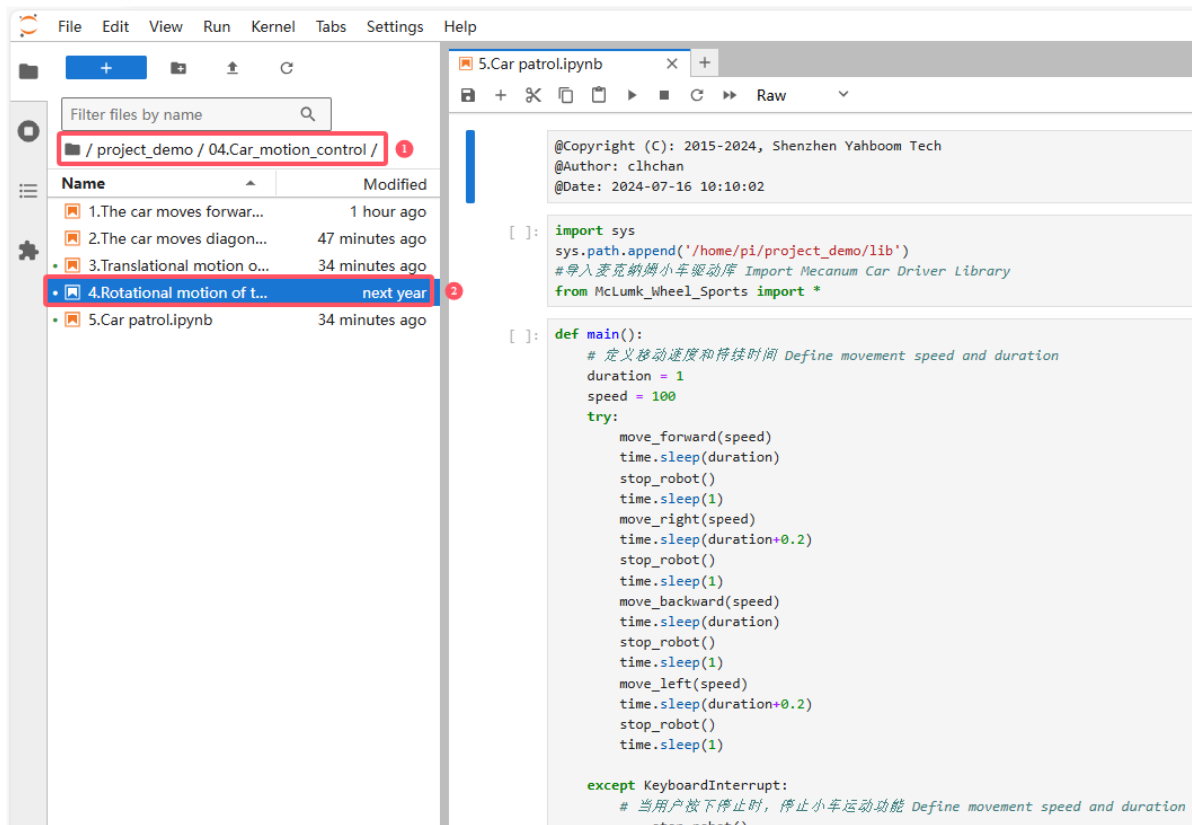 File Edit View Run Kernel Tabs Settings Help
+
Filter files by name
/ project_demo / 04.Car_motion_control / 1
Name Modified
1.The car moves forwar... 1 hour ago
2.The car moves diagon... 47 minutes ago
3.Translational motion o... 34 minutes ago
4.Rotational motion of t... next year 2
5.Car patrol.ipynb 34 minutes ago
5.Car patrol.ipynb × +
Raw
@Copyright (C): 2015-2024, Shenzhen Yahboom Tech
@Author: clhchan
@Date: 2024-07-16 10:10:02
[ ]: import sys
sys.path.append('/home/pi/project_demo/lib')
#导入麦克纳姆小车驱动库 Import Mecanum Car Driver Library
from McLumk_Wheel_Sports import *
[ ]: def main():
# 定义移动速度和持续时间 Define movement speed and duration
duration = 1
speed = 100
try:
move_forward(speed)
time.sleep(duration)
stop_robot()
time.sleep(1)
move_right(speed)
time.sleep(duration+0.2)
stop_robot()
time.sleep(1)
move_backward(speed)
time.sleep(duration)
stop_robot()
time.sleep(1)
move_left(speed)
time.sleep(duration+0.2)
stop_robot()
time.sleep(1)
except KeyboardInterrupt:
# 当用户按下停止时，停止小车运动功能 Define movement speed and duration